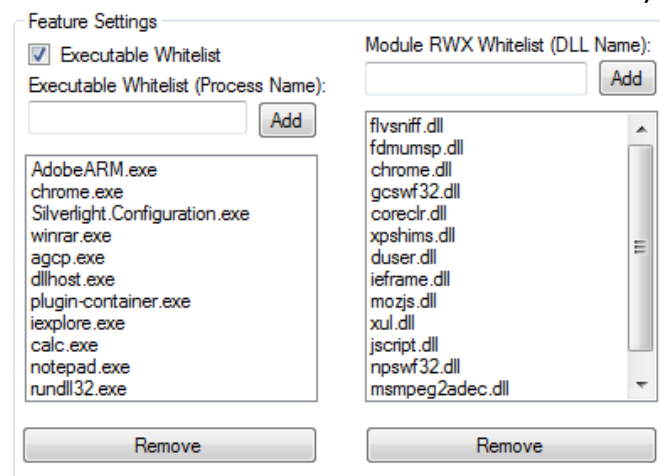 Feature Settings
Executable Whitelist
Executable Whitelist (Process Name):
Add
AdobeARM.exe
chrome.exe
Silverlight.Configuration.exe
winrar.exe
agcp.exe
dllhost.exe
plugin-container.exe
iexplore.exe
calc.exe
notepad.exe
rundll32.exe
Remove
Module RWX Whitelist (DLL Name):
Add
flvsniff.dll
fdmumsp.dll
chrome.dll
gcswf32.dll
coreclr.dll
xpshims.dll
duser.dll
ieframe.dll
mozjs.dll
xul.dll
jscript.dll
npswf32.dll
msmpeg2adec.dll
Remove